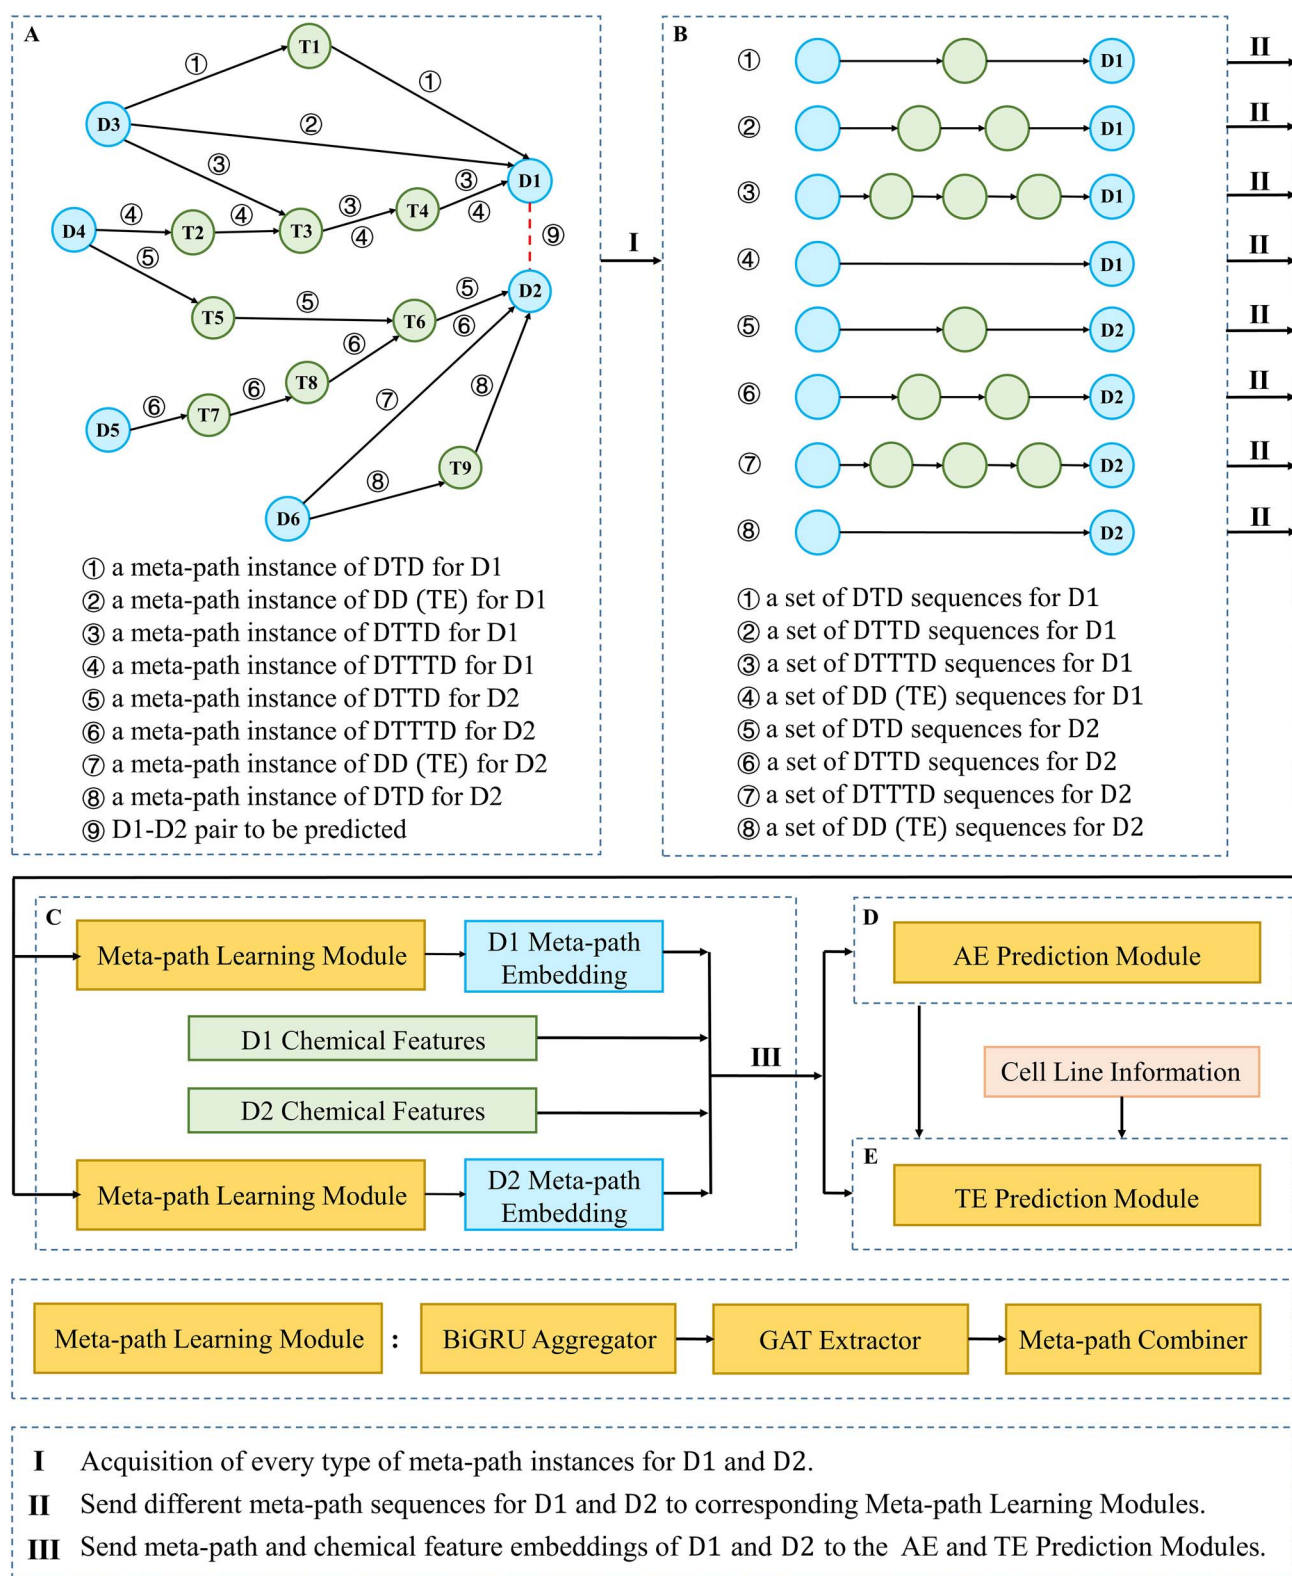 A
T1
①
①
D3
②
③
D1
③
T4
④
④
③
④
D4
T2
T3
④
⑨
⑤
D2
⑤
⑤
T5
T6
⑥
⑥
T8
⑥
⑦
⑧
⑥
T7
D5
T9
⑧
D6
① a meta-path instance of DTD for D1
② a meta-path instance of DD (TE) for D1
③ a meta-path instance of DTTD for D1
④ a meta-path instance of DTTTD for D1
⑤ a meta-path instance of DTTD for D2
⑥ a meta-path instance of DTTTD for D2
⑦ a meta-path instance of DD (TE) for D2
⑧ a meta-path instance of DTD for D2
⑨ D1-D2 pair to be predicted
I
B
① D1 II
② D1 II
③ D1 II
④ D1 II
⑤ D2 II
⑥ D2 II
⑦ D2 II
⑧ D2 II
① a set of DTD sequences for D1
② a set of DTTD sequences for D1
③ a set of DTTTD sequences for D1
④ a set of DD (TE) sequences for D1
⑤ a set of DTD sequences for D2
⑥ a set of DTTD sequences for D2
⑦ a set of DTTTD sequences for D2
⑧ a set of DD (TE) sequences for D2
C
Meta-path Learning Module
D1 Meta-path
Embedding
D1 Chemical Features
D2 Chemical Features
Meta-path Learning Module
D2 Meta-path
Embedding
III
D
AE Prediction Module
Cell Line Information
E
TE Prediction Module
Meta-path Learning Module : BiGRU Aggregator GAT Extractor Meta-path Combiner
I Acquisition of every type of meta-path instances for D1 and D2.
II Send different meta-path sequences for D1 and D2 to corresponding Meta-path Learning Modules.
III Send meta-path and chemical feature embeddings of D1 and D2 to the AE and TE Prediction Modules.